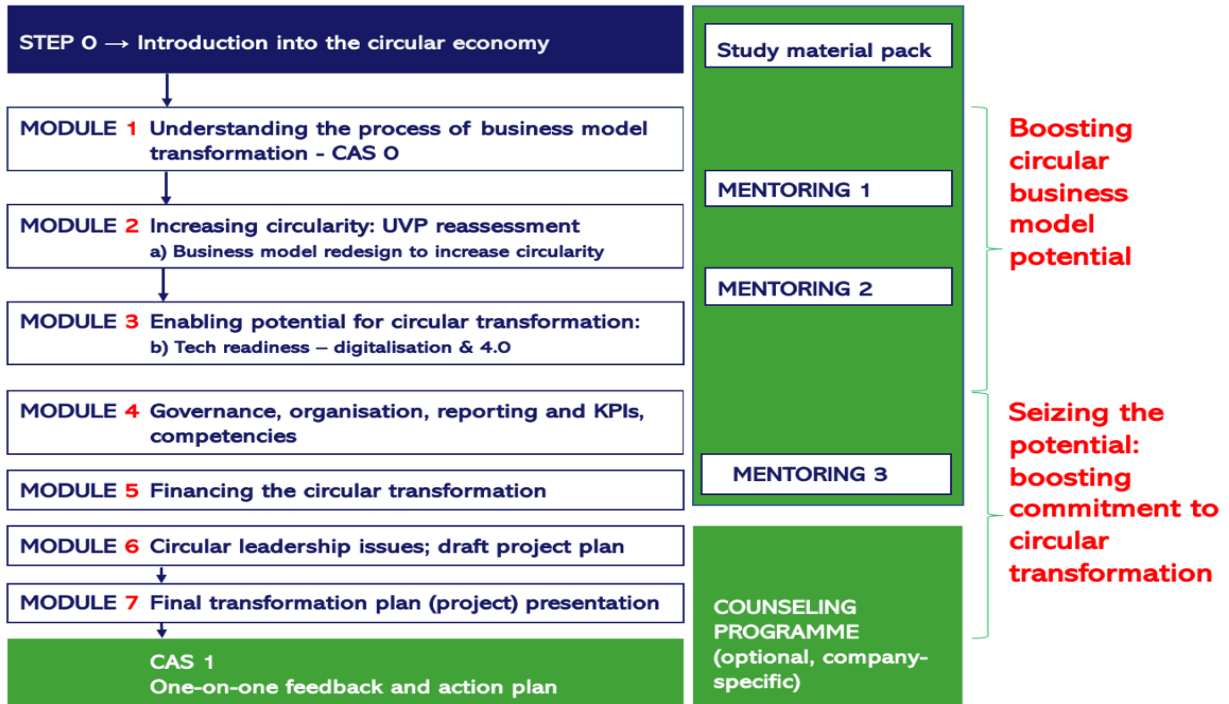 STEP 0 → Introduction into the circular economy
MODULE 1 Understanding the process of business model
transformation - CAS 0
MODULE 2 Increasing circularity: UVP reassessment
a) Business model redesign to increase circularity
MODULE 3 Enabling potential for circular transformation:
b) Tech readiness – digitalisation & 4.0
MODULE 4 Governance, organisation, reporting and KPIs,
competencies
MODULE 5 Financing the circular transformation
MODULE 6 Circular leadership issues; draft project plan
MODULE 7 Final transformation plan (project) presentation
CAS 1
One-on-one feedback and action plan
Study material pack
MENTORING 1
MENTORING 2
MENTORING 3
COUNSELING
PROGRAMME
(optional, company-
specific)
Boosting
circular
business
model
potential
Seizing the
potential:
boosting
commitment to
circular
transformation